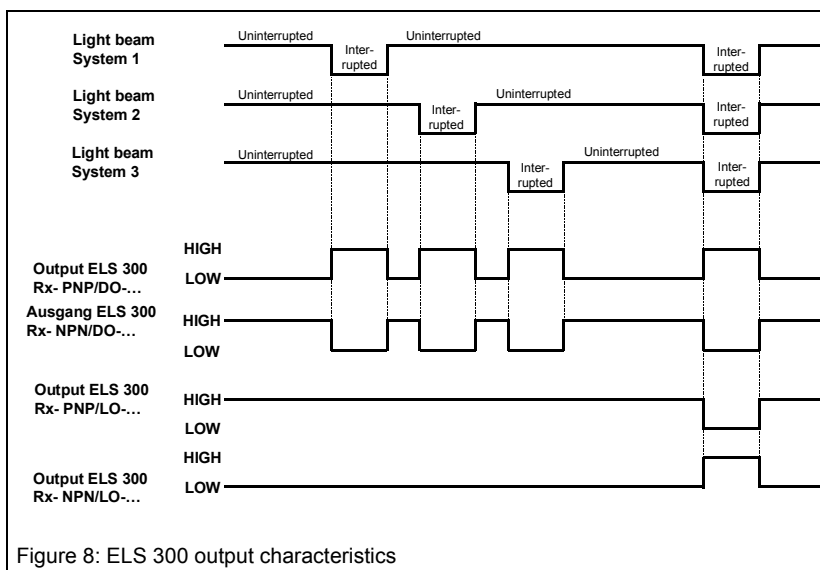 Light beam
System 1
Uninterrupted
Inter-
rupted
Uninterrupted
Inter-
rupted
Light beam
System 2
Uninterrupted
Inter-
rupted
Uninterrupted
Inter-
rupted
Light beam
System 3
Uninterrupted
Inter-
rupted
Uninterrupted
Inter-
rupted
HIGH
Output ELS 300
Rx- PNP/DO-…
LOW
Ausgang ELS 300
Rx- NPN/DO-…
HIGH
LOW
Output ELS 300
Rx- PNP/LO-…
HIGH
LOW
HIGH
Output ELS 300
Rx- NPN/LO-…
LOW
Figure 8: ELS 300 output characteristics